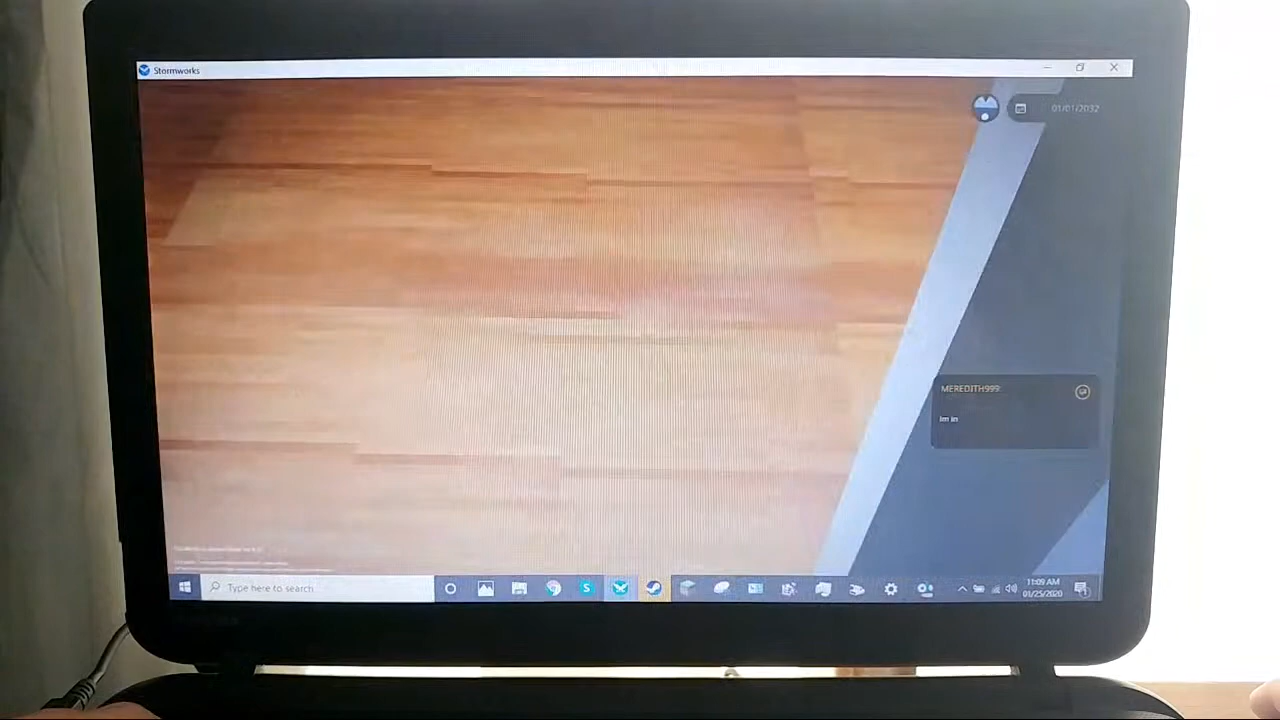 Stormworks
01/01/2032
MEREDITH999:
im in
Type here to search
11:09 AM
01/25/2020